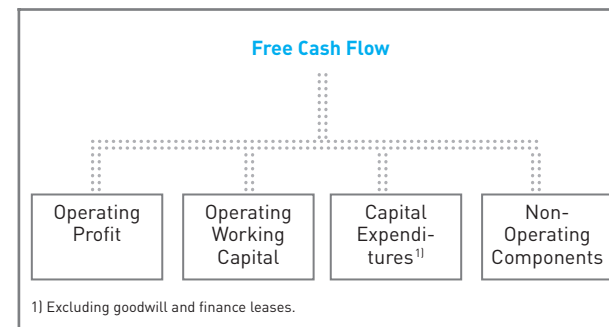 Free Cash Flow
Operating
Profit
Operating
Working
Capital
Capital
Expendi-
tures¹⁾
Non-
Operating
Components
1) Excluding goodwill and finance leases.